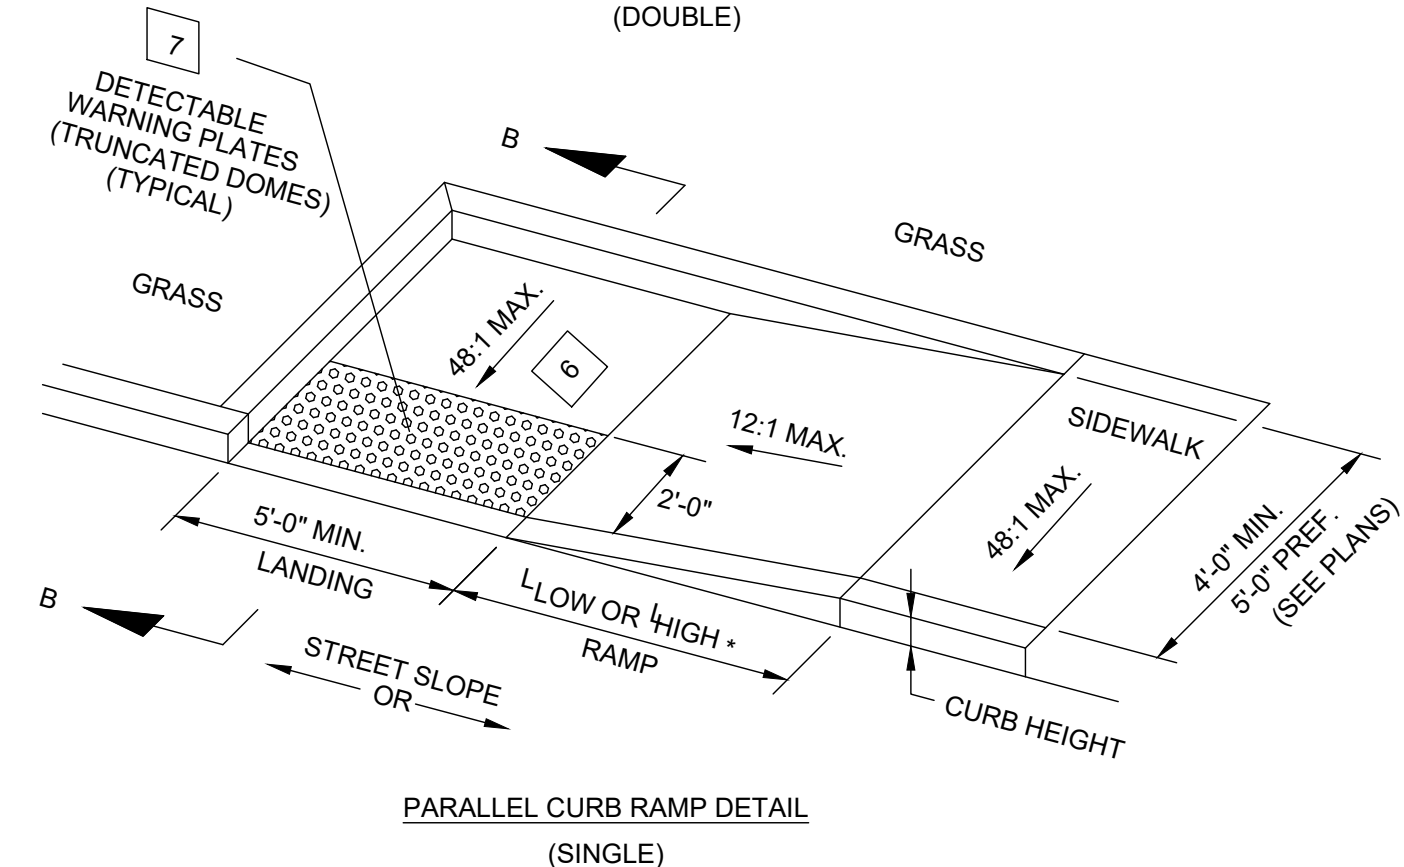 (DOUBLE)
7
DETECTABLE
WARNING PLATES
(TRUNCATED DOMES)
(TYPICAL)
B
GRASS
GRASS
48:1 MAX.
6
12:1 MAX.
SIDEWALK
2'-0"
48:1 MAX.
4'-0" MIN.
5'-0" PREF.
(SEE PLANS)
5'-0" MIN.
LANDING
LLOW OR LHIGH *
RAMP
B
STREET SLOPE
OR
CURB HEIGHT
PARALLEL CURB RAMP DETAIL
(SINGLE)